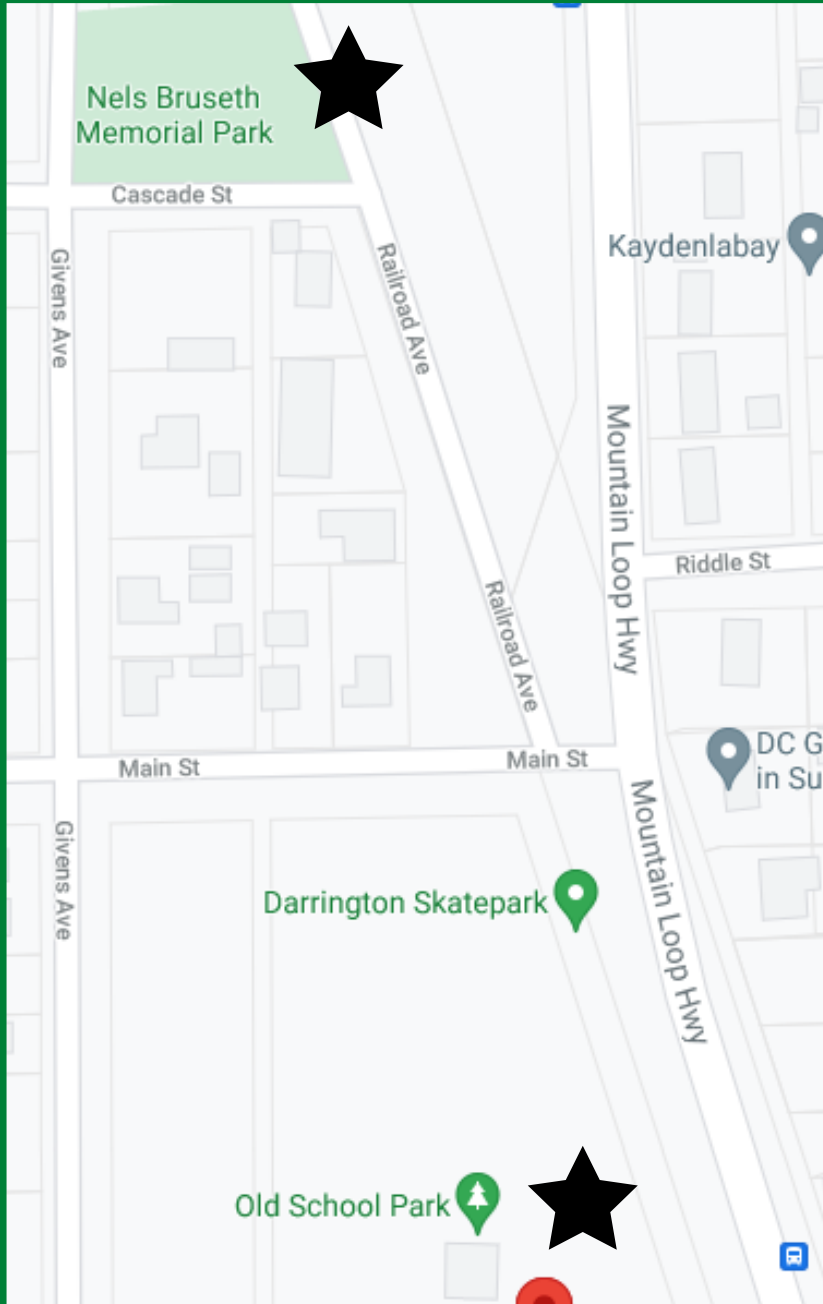 Nels Bruseth
Memorial Park
Cascade St
Givens Ave
Railroad Ave
Kaydenlabay
Mountain Loop Hwy
Riddle St
Railroad Ave
DC G
in Su
Main St
Main St
Givens Ave
Mountain Loop Hwy
Darrington Skatepark
Old School Park